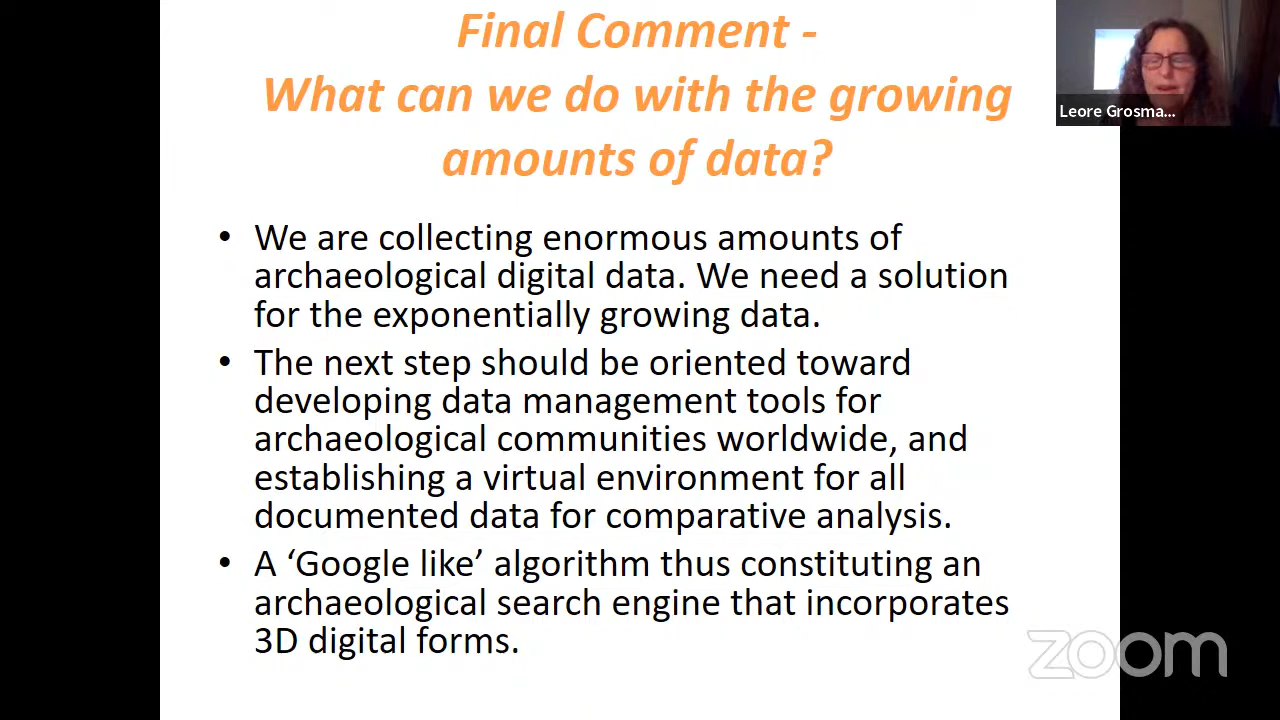 Final Comment -
What can we do with the growing
amounts of data?
Leore Grosma...
• We are collecting enormous amounts of
archaeological digital data. We need a solution
for the exponentially growing data.
• The next step should be oriented toward
developing data management tools for
archaeological communities worldwide, and
establishing a virtual environment for all
documented data for comparative analysis.
• A ‘Google like’ algorithm thus constituting an
archaeological search engine that incorporates
3D digital forms.
zoom